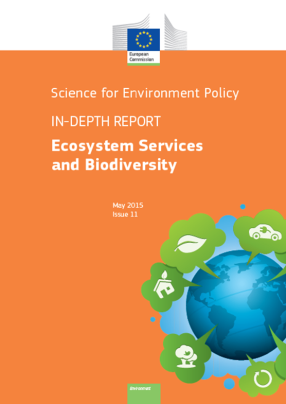 European
Commission
Science for Environment Policy
IN-DEPTH REPORT
Ecosystem Services
and Biodiversity
May 2015
Issue 11